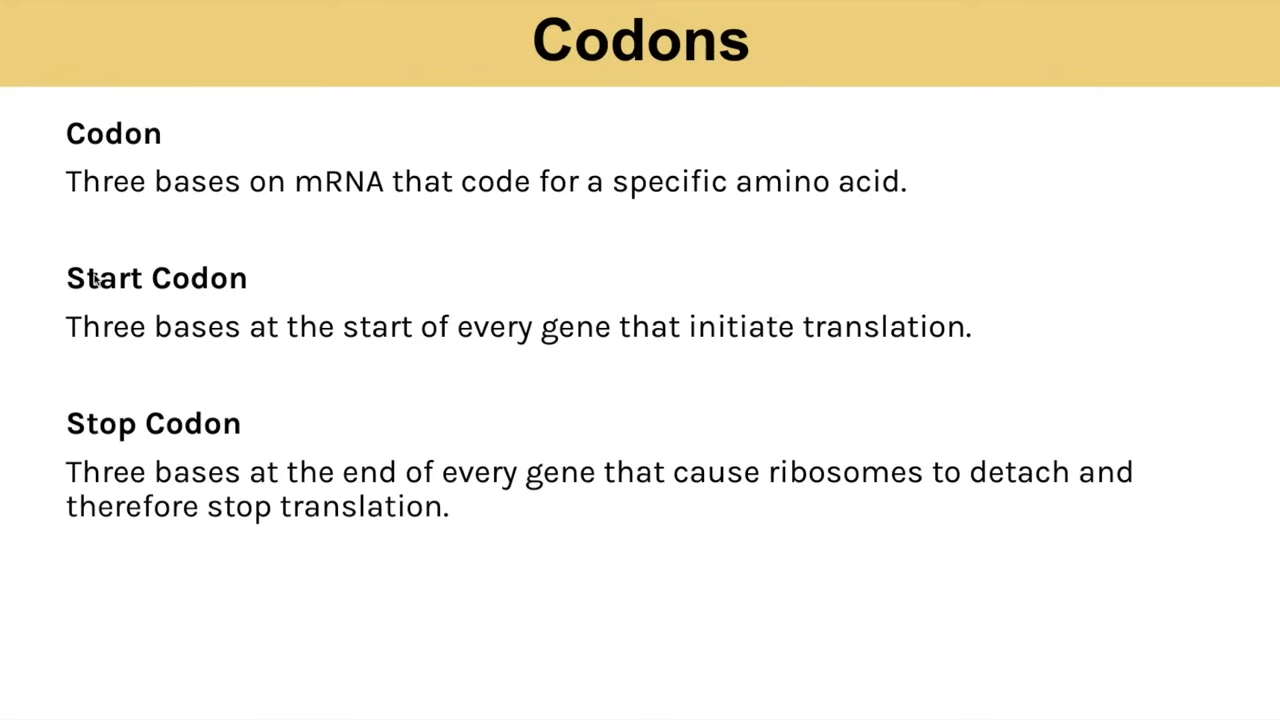 Codons
Codon
Three bases on mRNA that code for a specific amino acid.
Start Codon
Three bases at the start of every gene that initiate translation.
Stop Codon
Three bases at the end of every gene that cause ribosomes to detach and
therefore stop translation.